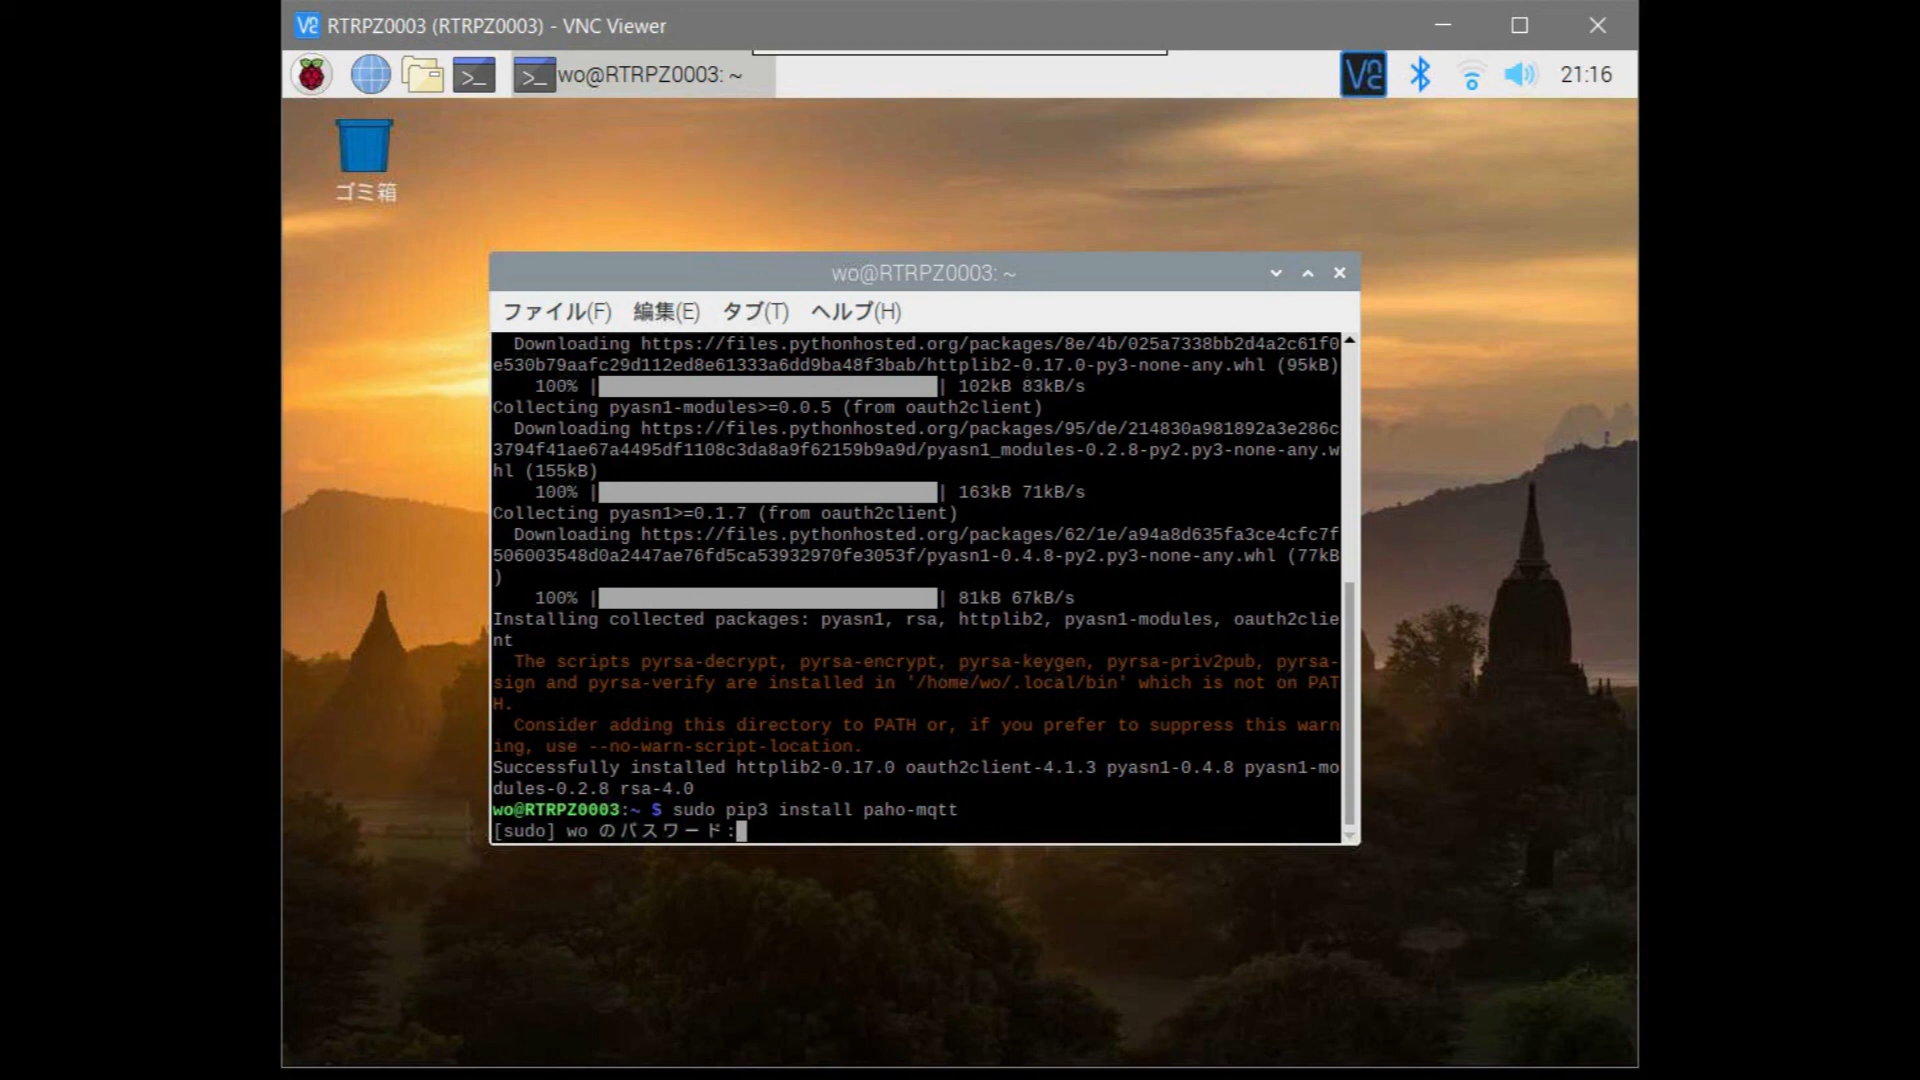 RTRPZ0003 (RTRPZ0003) - VNC Viewer
wo@RTRPZ0003: ~
21:16
ゴミ箱
wo@RTRPZ0003: ~
ファイル(F) 編集(E) タブ(T) ヘルプ(H)
Downloading https://files.pythonhosted.org/packages/8e/4b/025a7338bb2d4a2c61f0
e530b79aafc29d112ed8e61333a6dd9ba48f3bab/httplib2-0.17.0-py3-none-any.whl (95kB)
100% | | 102kB 83kB/s
Collecting pyasn1-modules>=0.0.5 (from oauth2client)
Downloading https://files.pythonhosted.org/packages/95/de/214830a981892a3e286c
3794f41ae67a4495df1108c3da8a9f62159b9a9d/pyasn1_modules-0.2.8-py2.py3-none-any.w
hl (155kB)
100% | | 163kB 71kB/s
Collecting pyasn1>=0.1.7 (from oauth2client)
Downloading https://files.pythonhosted.org/packages/62/1e/a94a8d635fa3ce4cfc7f
506003548d0a2447ae76fd5ca53932970fe3053f/pyasn1-0.4.8-py2.py3-none-any.whl (77kB
)
100% | | 81kB 67kB/s
Installing collected packages: pyasn1, rsa, httplib2, pyasn1-modules, oauth2clie
nt
The scripts pyrsa-decrypt, pyrsa-encrypt, pyrsa-keygen, pyrsa-priv2pub, pyrsa-
sign and pyrsa-verify are installed in '/home/wo/.local/bin' which is not on PAT
H.
Consider adding this directory to PATH or, if you prefer to suppress this warn
ing, use --no-warn-script-location.
Successfully installed httplib2-0.17.0 oauth2client-4.1.3 pyasn1-0.4.8 pyasn1-mo
dules-0.2.8 rsa-4.0
wo@RTRPZ0003:~ $ sudo pip3 install paho-mqtt
[sudo] wo のパスワード: